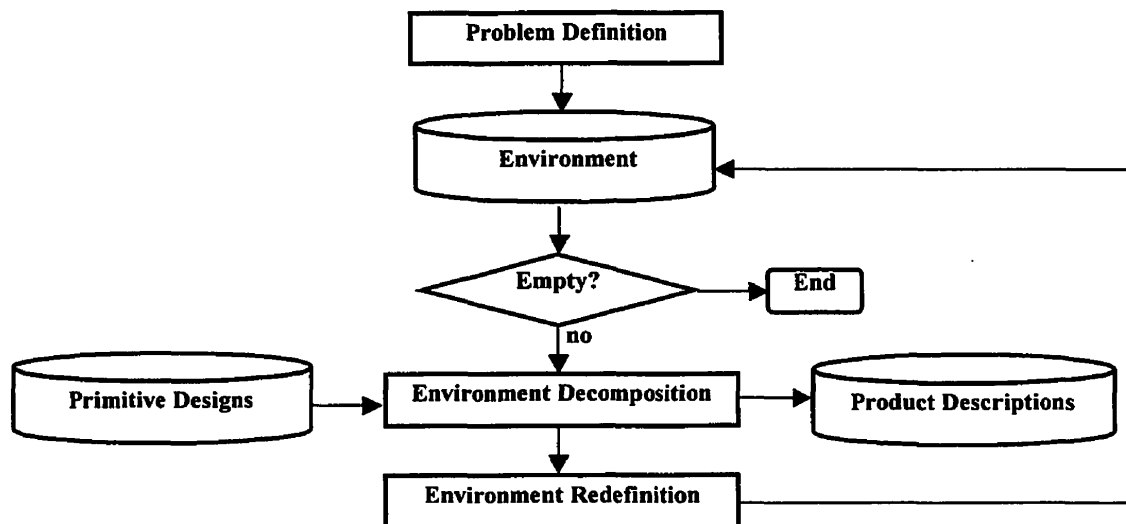 Problem Definition
Environment
Empty?
End
no
Primitive Designs
Environment Decomposition
Product Descriptions
Environment Redefinition